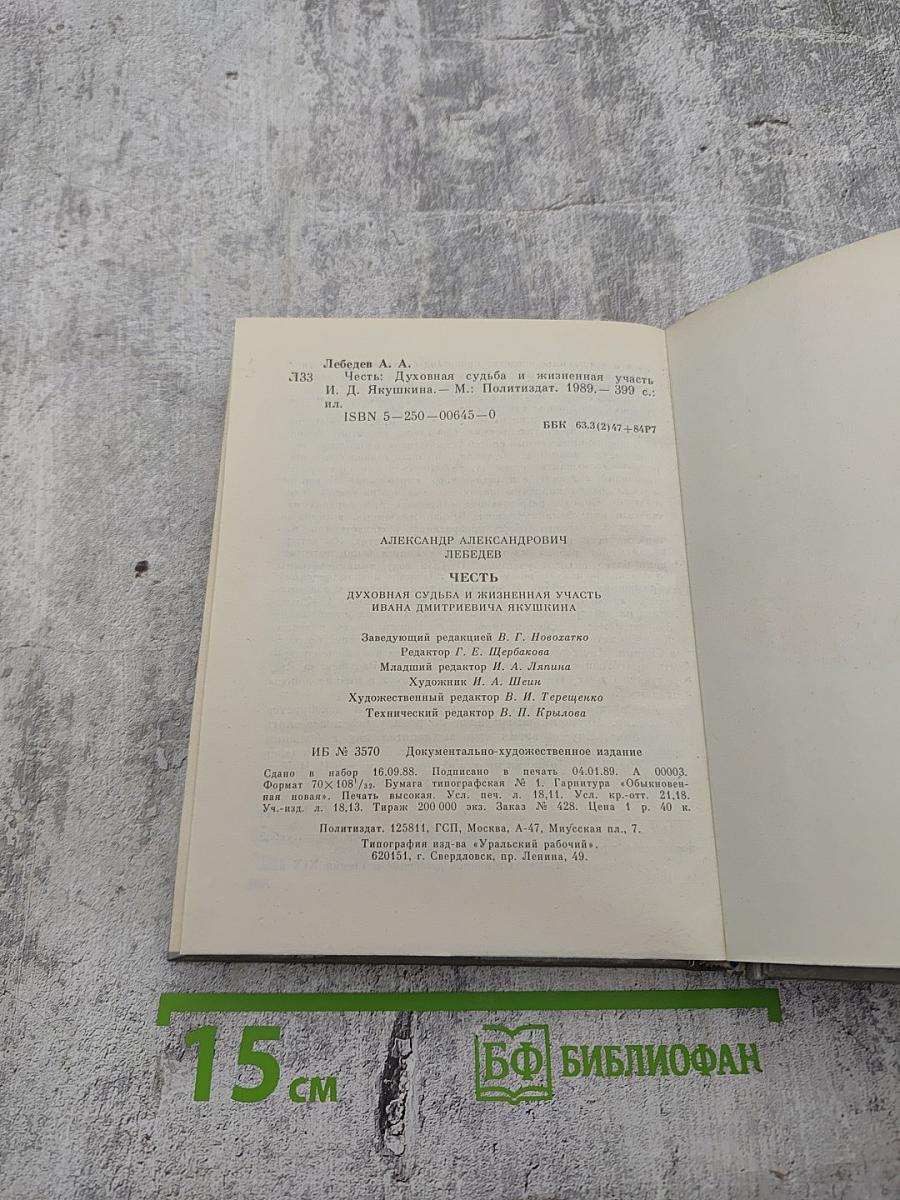 Лебедев А. А.
Л33 Честь: Духовная судьба и жизненная участь
И. Д. Якушкина.— М.: Политиздат. 1989.— 399 с.:
ил.
ISBN 5—250—00645—0
ББК 63.3(2)47+84Р7
АЛЕКСАНДР АЛЕКСАНДРОВИЧ
ЛЕБЕДЕВ
ЧЕСТЬ
ДУХОВНАЯ СУДЬБА И ЖИЗНЕННАЯ УЧАСТЬ
ИВАНА ДМИТРИЕВИЧА ЯКУШКИНА
Заведующий редакцией В. Г. Новохатко
Редактор Г. Е. Щербакова
Младший редактор И. А. Ляпина
Художник И. А. Шеин
Художественный редактор В. И. Терещенко
Технический редактор В. П. Крылова
ИБ № 3570 Документально-художественное издание
Сдано в набор 16.09.88. Подписано в печать 04.01.89. А 00003.
Формат 70×108¹/₃₂. Бумага типографская № 1. Гарнитура «Обыкновен-
ная новая». Печать высокая. Усл. печ. л. 18,11. Усл. кр.-отт. 21,18.
Уч.-изд. л. 18,13. Тираж 200 000 экз. Заказ № 428. Цена 1 р. 40 к.
Политиздат. 125811, ГСП, Москва, А-47, Миусская пл., 7.
Типография изд-ва «Уральский рабочий».
620151, г. Свердловск, пр. Ленина, 49.
15 см
БФ БИБЛИОФАН